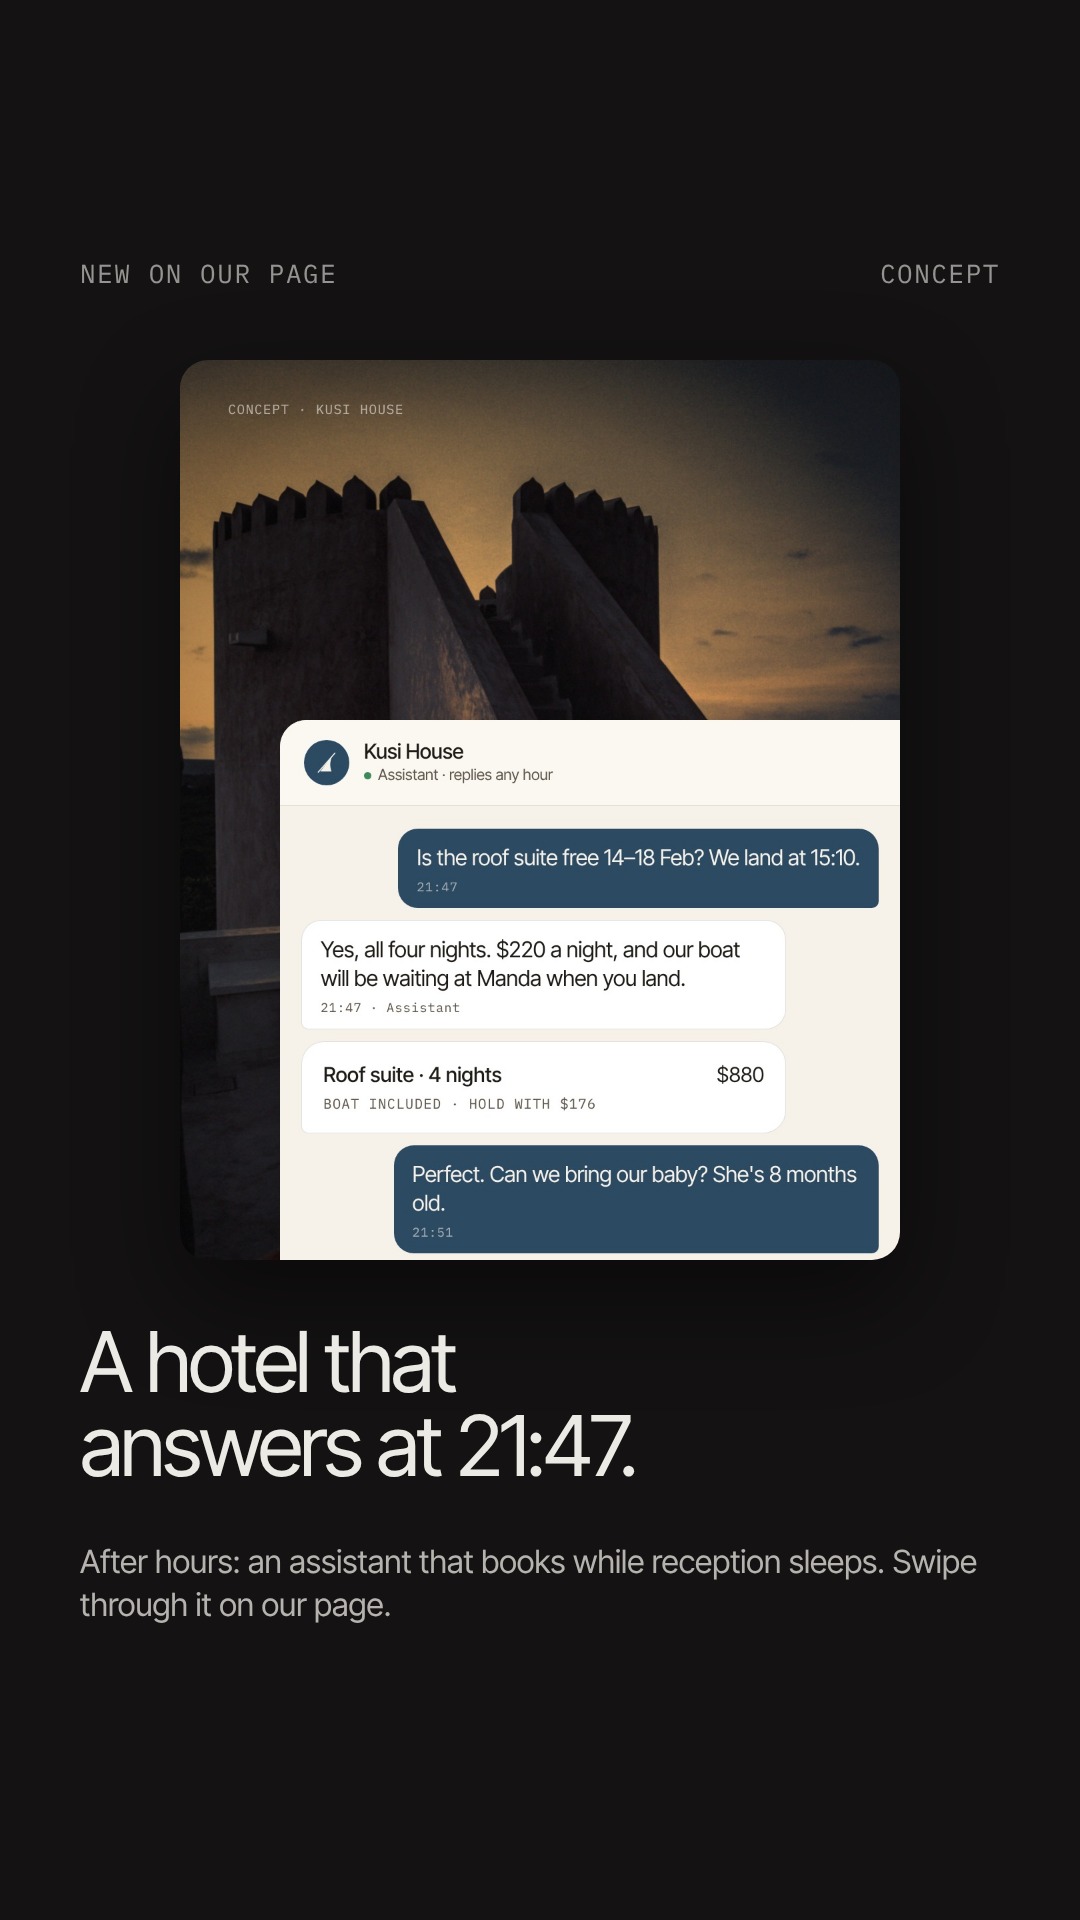 NEW ON OUR PAGE
CONCEPT
CONCEPT · KUSI HOUSE
Kusi House
Assistant · replies any hour
Is the roof suite free 14–18 Feb? We land at 15:10.
21:47
Yes, all four nights. $220 a night, and our boat
will be waiting at Manda when you land.
21:47 · Assistant
Roof suite · 4 nights
$880
BOAT INCLUDED · HOLD WITH $176
Perfect. Can we bring our baby? She's 8 months
old.
21:51
A hotel that
answers at 21:47.
After hours: an assistant that books while reception sleeps. Swipe
through it on our page.